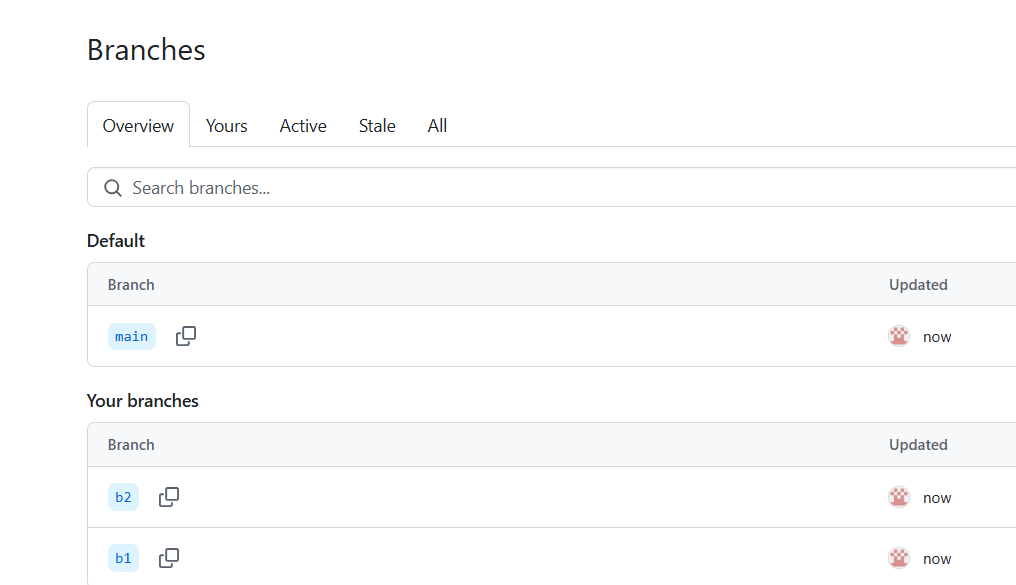 Branches
Overview Yours Active Stale All
Search branches...
Default
Branch Updated
main now
Your branches
Branch Updated
b2 now
b1 now